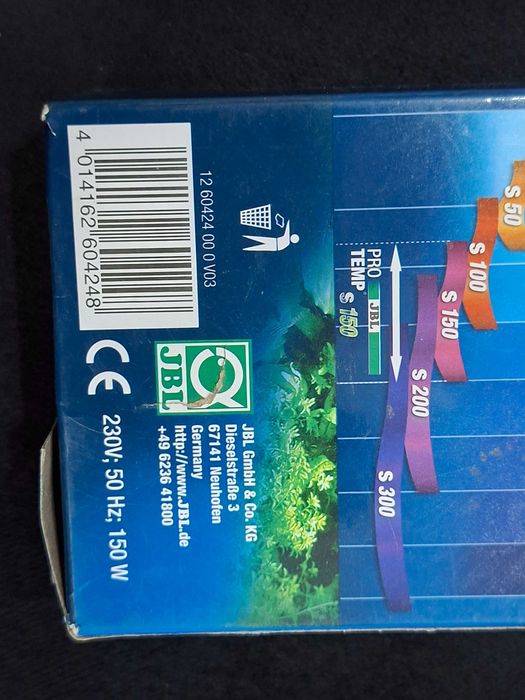 S 50
S 100
S 150
S 200
S 300
PRO
TEMP® S 150
JBL
12 60424 00 0 V03
4 014162 604248
JBL
JBL GmbH & Co. KG
Dieselstraße 3
67141 Neuhofen
Germany
http://www.JBL.de
+49 6236 41800
CE 230V; 50 Hz; 150 W